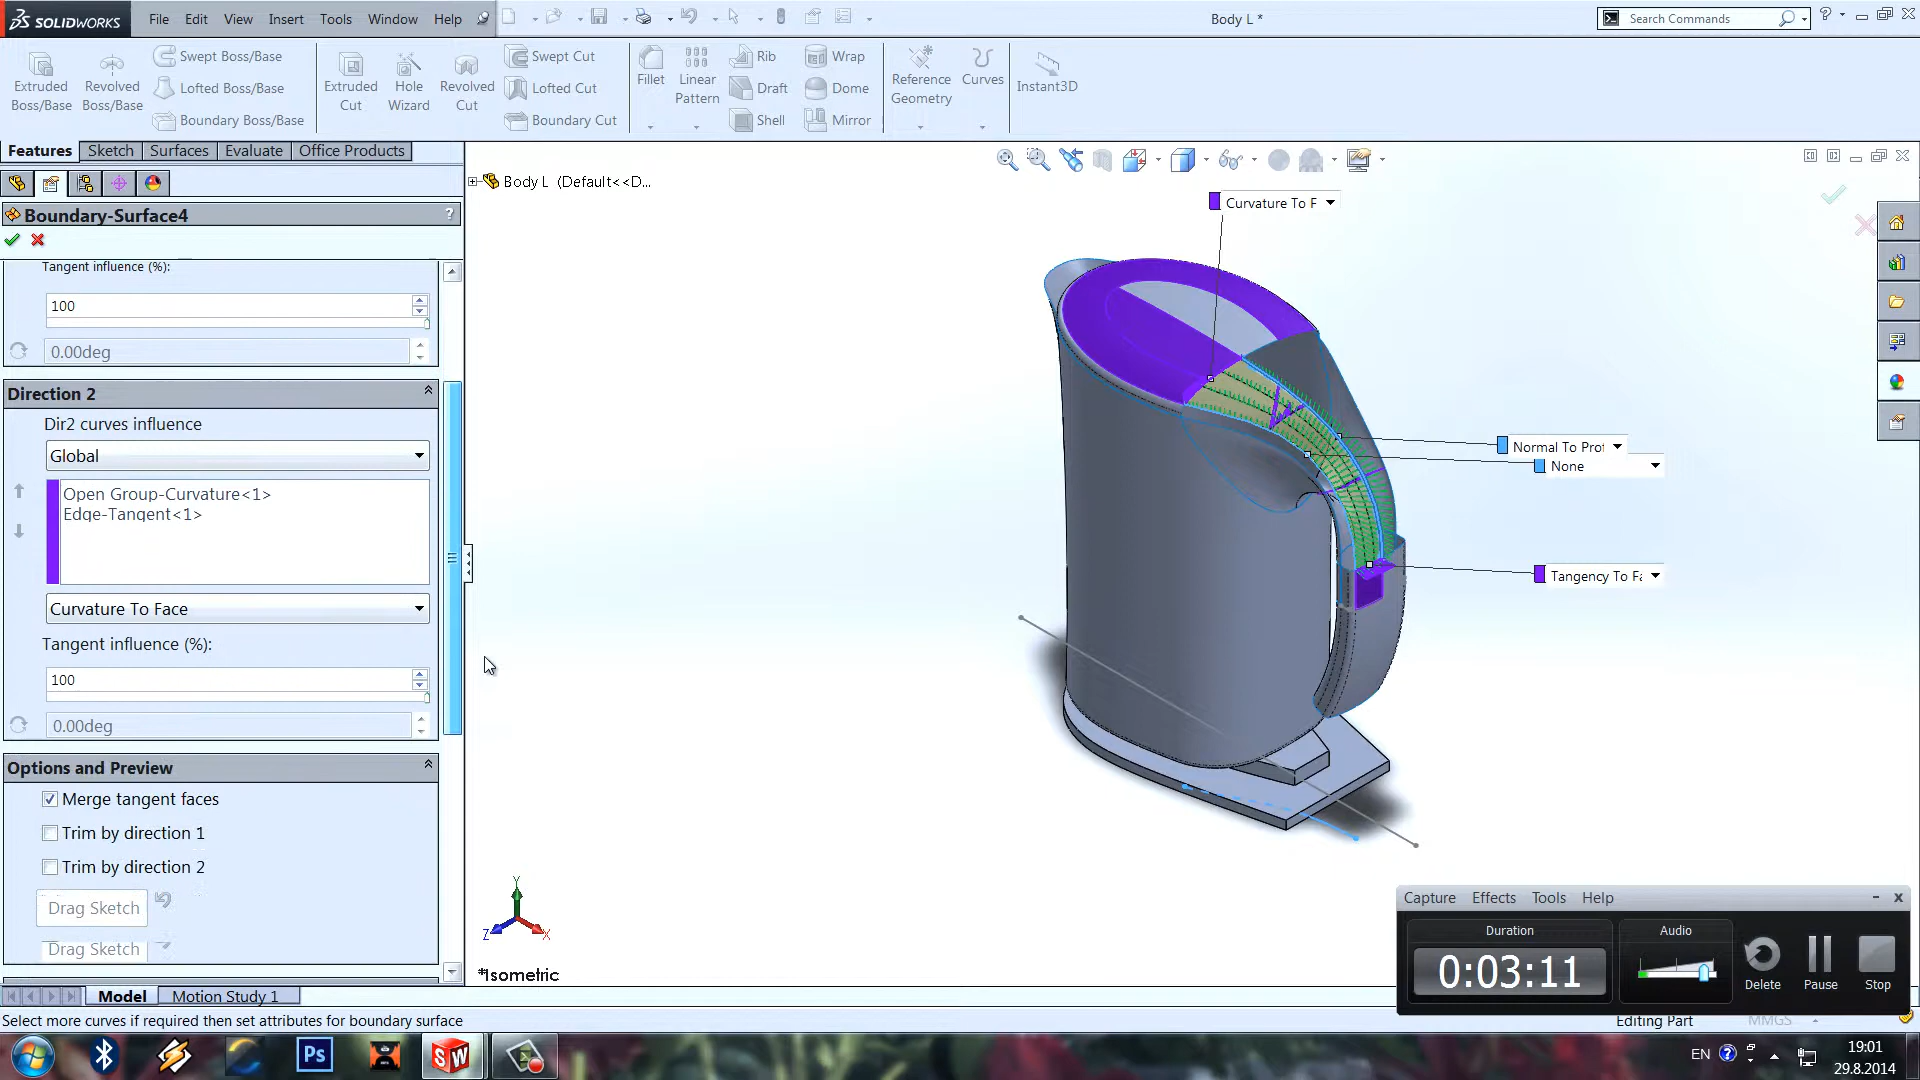 SOLIDWORKS File Edit View Insert Tools Window Help
Body L *
Search Commands
Extruded Boss/Base
Revolved Boss/Base
Swept Boss/Base
Lofted Boss/Base
Boundary Boss/Base
Extruded Cut
Hole Wizard
Revolved Cut
Swept Cut
Lofted Cut
Boundary Cut
Fillet
Linear Pattern
Rib
Draft
Shell
Wrap
Dome
Mirror
Reference Geometry
Curves
Instant3D
Features Sketch Surfaces Evaluate Office Products
Boundary-Surface4
?
Tangent influence (%):
100
0.00deg
Direction 2
Dir2 curves influence
Global
Open Group-Curvature<1>
Edge-Tangent<1>
Curvature To Face
Tangent influence (%):
100
0.00deg
Options and Preview
Merge tangent faces
Trim by direction 1
Trim by direction 2
Drag Sketch
Drag Sketch
Body L (Default<<D...
Curvature To F
Normal To Prof
None
Tangency To Fa
Y
Z
X
*Isometric
Model Motion Study 1
Select more curves if required then set attributes for boundary surface
Editing Part
MMGS
Capture Effects Tools Help
Duration
0:03:11
Audio
Delete
Pause
Stop
Ps
SW
EN
19:01
29.8.2014